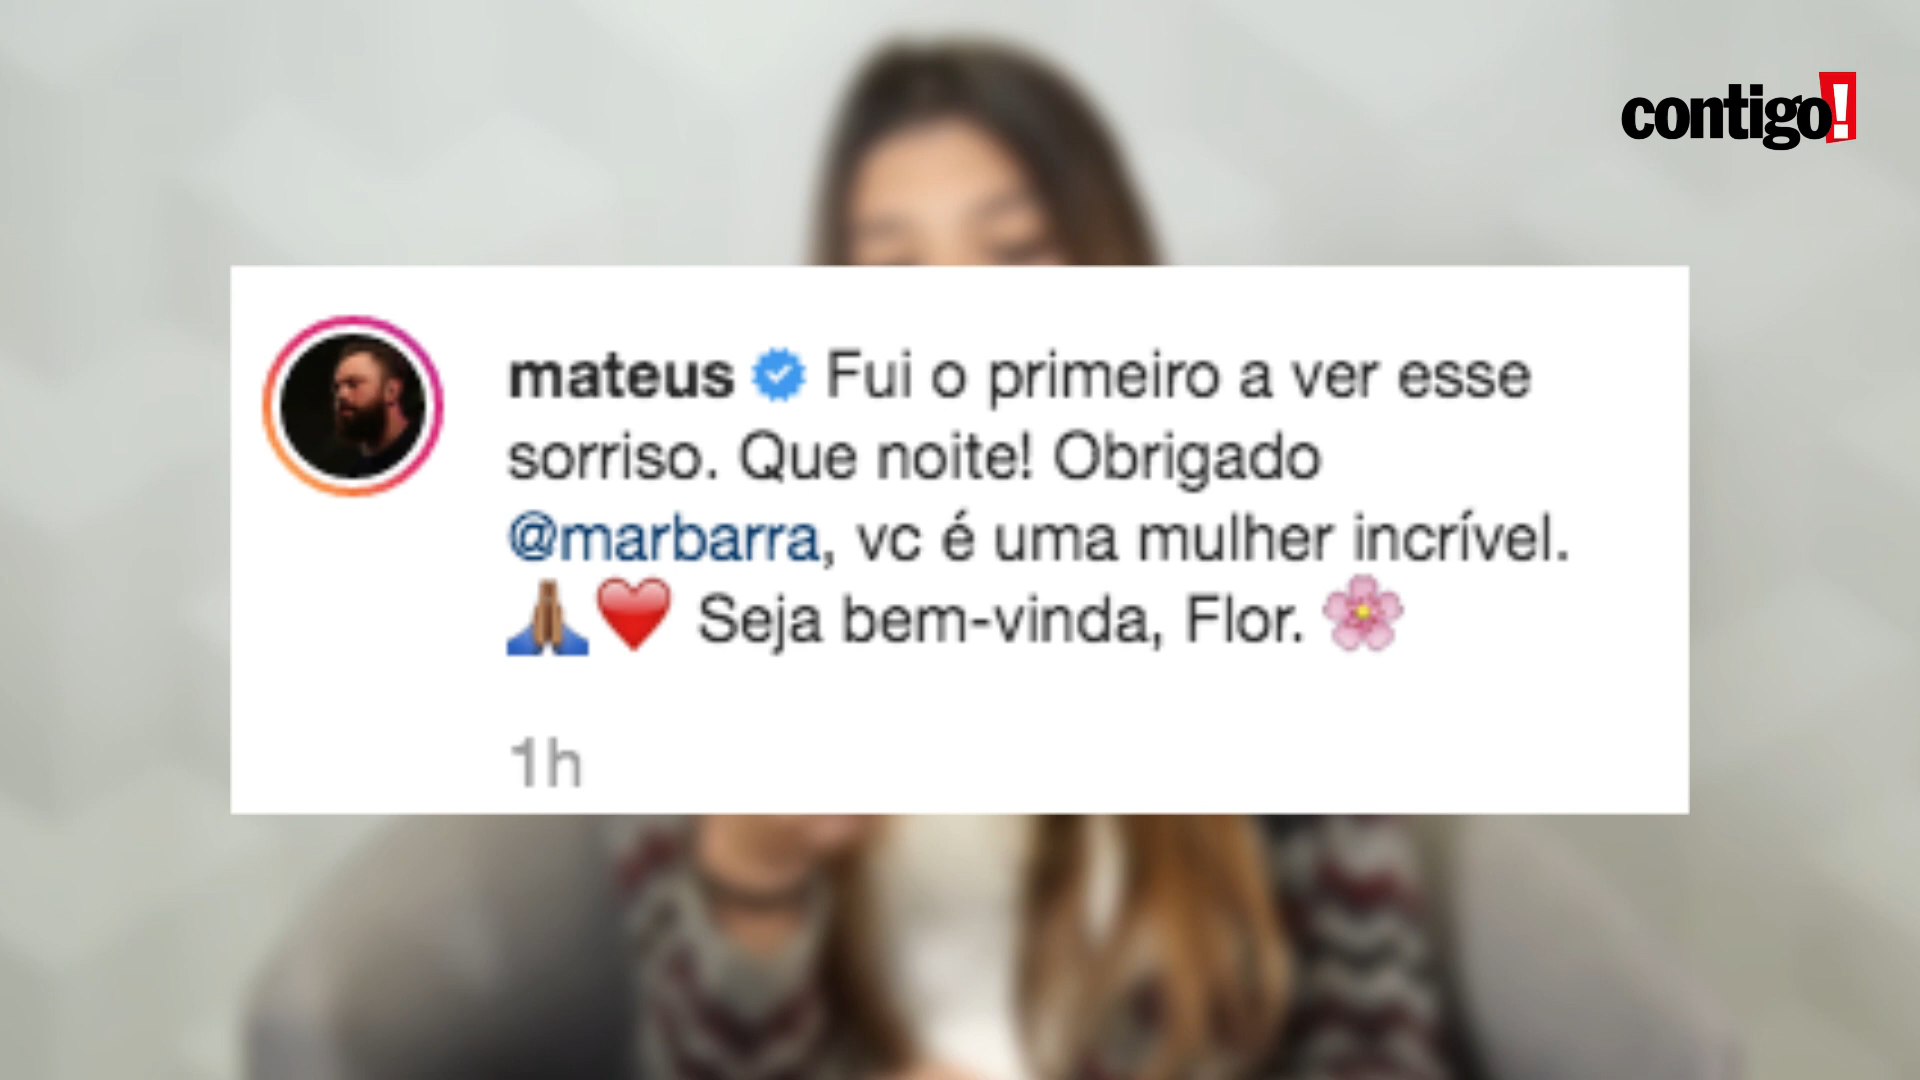 contigo!
mateus Fui o primeiro a ver esse
sorriso. Que noite! Obrigado
@marbarra, vc é uma mulher incrível.
🙏🏽❤️ Seja bem-vinda, Flor. 🌸
1h